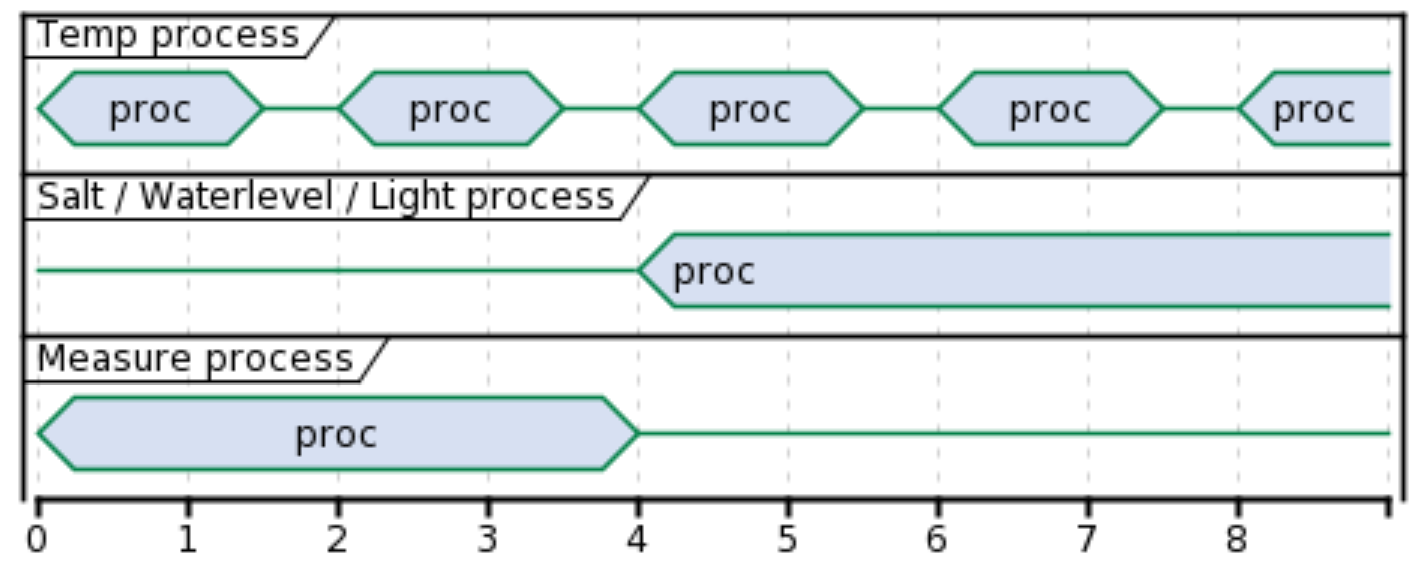 Temp process
proc proc proc proc proc
Salt / Waterlevel / Light process
proc
Measure process
proc
0 1 2 3 4 5 6 7 8